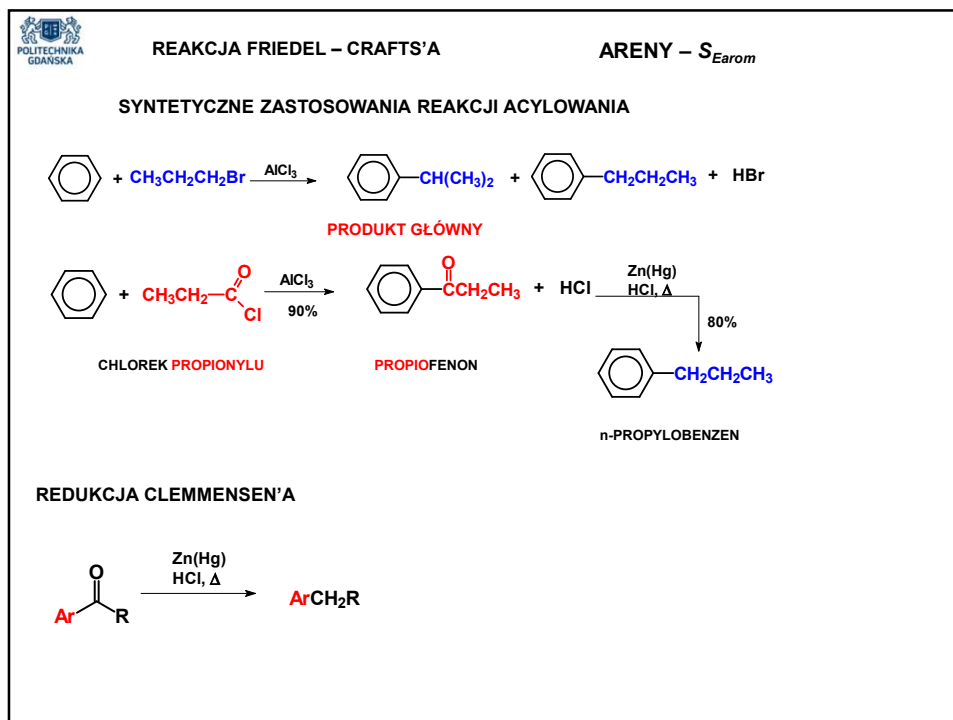 POLITECHNIKA
GDAŃSKA
REAKCJA FRIEDEL – CRAFTS'A
ARENY – S_Earom
SYNTETYCZNE ZASTOSOWANIA REAKCJI ACYLOWANIA
+ CH₃CH₂CH₂Br AlCl₃ CH(CH₃)₂ + CH₂CH₂CH₃ + HBr
PRODUKT GŁÓWNY
+ CH₃CH₂–C O Cl AlCl₃ 90% O CCH₂CH₃ + HCl Zn(Hg)
HCl, Δ
80%
CHLOREK PROPIONYLU
PROPIOFENON
CH₂CH₂CH₃
n-PROPYLOBENZEN
REDUKCJA CLEMMENSEN'A
Zn(Hg)
HCl, Δ
O
Ar R
ArCH₂R